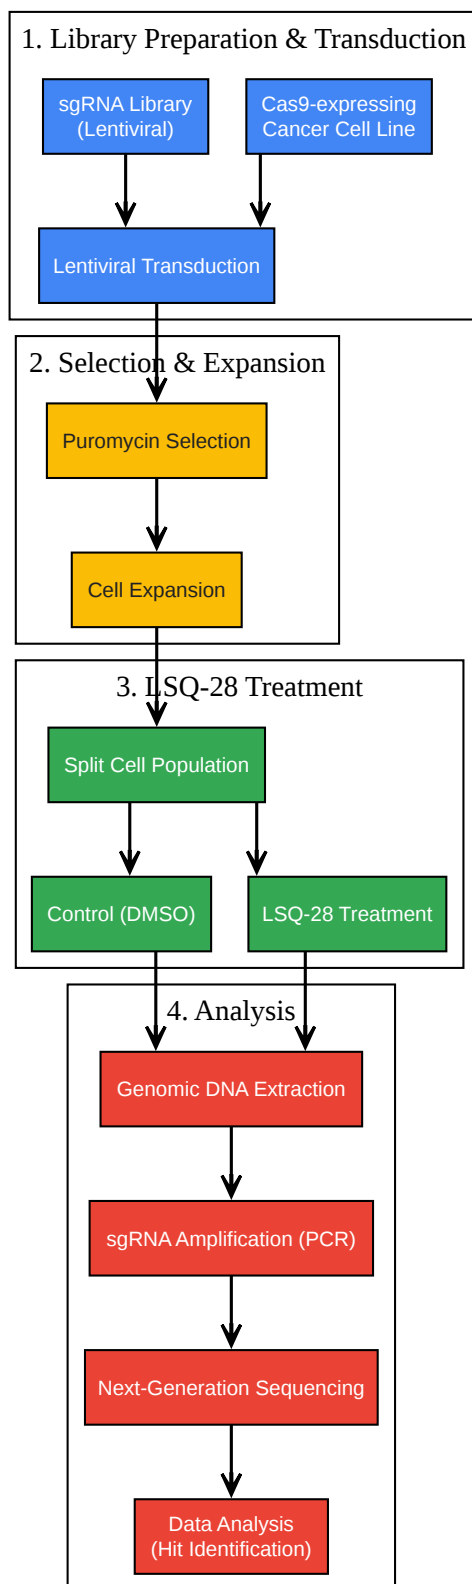 1. Library Preparation & Transduction
sgRNA Library
(Lentiviral)
Cas9-expressing
Cancer Cell Line
Lentiviral Transduction
2. Selection & Expansion
Puromycin Selection
Cell Expansion
3. LSQ-28 Treatment
Split Cell Population
Control (DMSO)
LSQ-28 Treatment
4. Analysis
Genomic DNA Extraction
sgRNA Amplification (PCR)
Next-Generation Sequencing
Data Analysis
(Hit Identification)